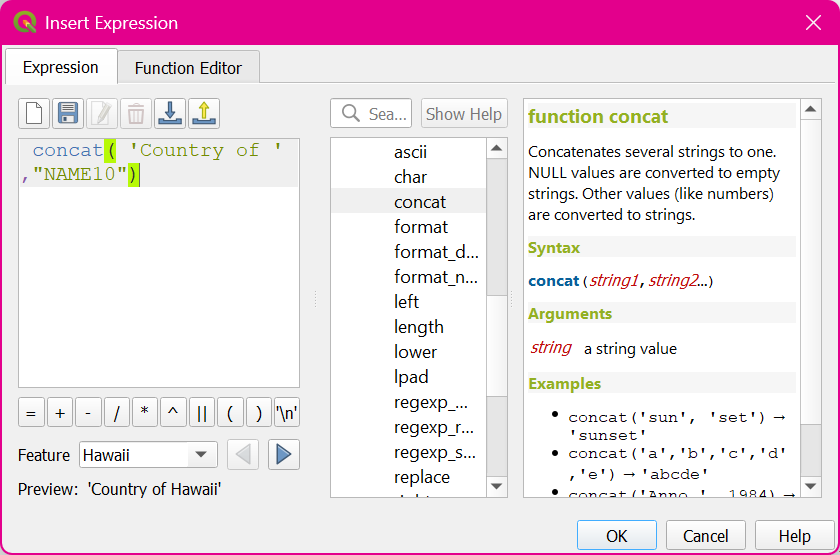 Insert Expression
Expression
Function Editor
concat( 'Country of '
,"NAME10")
= + - / * ^ || ( ) '\n'
Feature Hawaii
Preview: 'Country of Hawaii'
Sea... Show Help
ascii
char
concat
format
format_d...
format_n...
left
length
lower
lpad
regexp_...
regexp_r...
regexp_s...
replace
function concat
Concatenates several strings to one.
NULL values are converted to empty
strings. Other values (like numbers)
are converted to strings.
Syntax
concat(string1, string2...)
Arguments
string a string value
Examples
• concat('sun', 'set') → 
'sunset'
• concat('a','b','c','d'
,'e') → 'abcde'
• concat('Anno ', 1984) →
OK Cancel Help